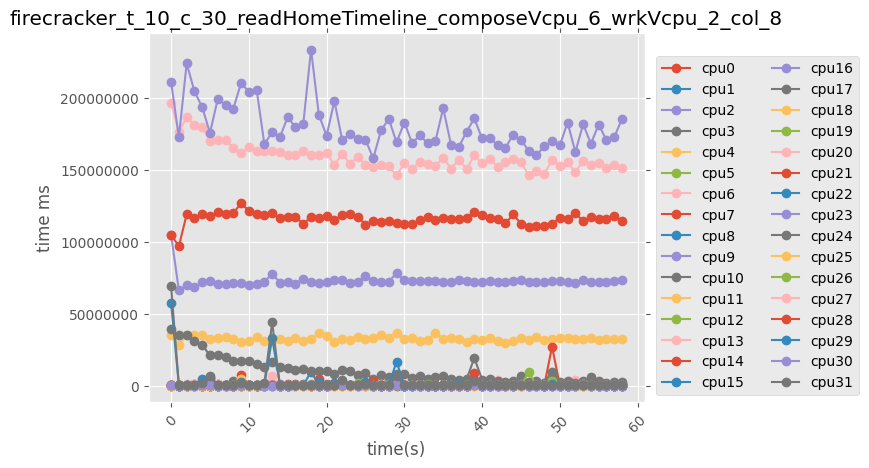 firecracker_t_10_c_30_readHomeTimeline_composeVcpu_6_wrkVcpu_2_col_8
200000000
150000000
100000000
50000000
0
time ms
0
10
20
30
40
50
60
time(s)
cpu0
cpu1
cpu2
cpu3
cpu4
cpu5
cpu6
cpu7
cpu8
cpu9
cpu10
cpu11
cpu12
cpu13
cpu14
cpu15
cpu16
cpu17
cpu18
cpu19
cpu20
cpu21
cpu22
cpu23
cpu24
cpu25
cpu26
cpu27
cpu28
cpu29
cpu30
cpu31